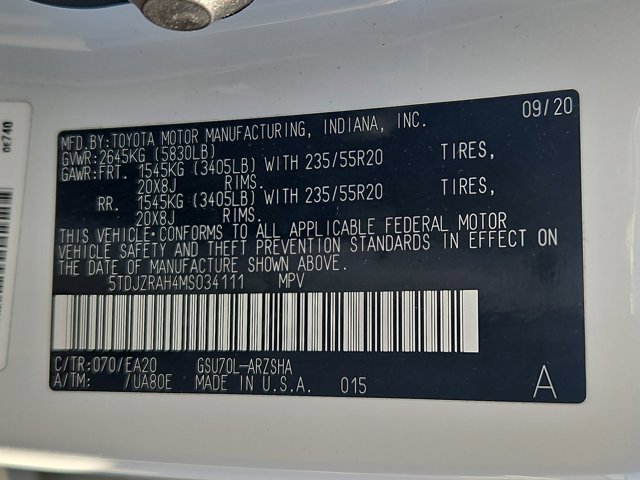 09/20
MFD.BY:TOYOTA MOTOR MANUFACTURING, INDIANA, INC.
GVWR:2645KG (5830LB)
GAWR:FRT. 1545KG (3405LB) WITH 235/55R20 TIRES,
20X8J RIMS.
RR. 1545KG (3405LB) WITH 235/55R20 TIRES,
20X8J RIMS.
THIS VEHICLE CONFORMS TO ALL APPLICABLE FEDERAL MOTOR
VEHICLE SAFETY AND THEFT PREVENTION STANDARDS IN EFFECT ON
THE DATE OF MANUFACTURE SHOWN ABOVE.
5TDJZRAH4MS034111 MPV
C/TR:070/EA20 GSU70L-ARZSHA
A/TM: /UA80E MADE IN U.S.A. 015 A
0E740